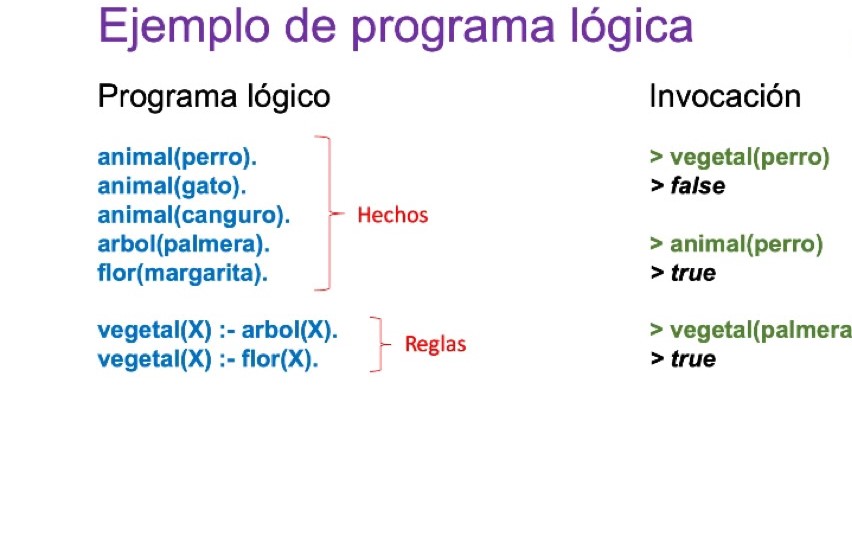 Ejemplo de programa lógica
Programa lógico
animal(perro).
animal(gato).
animal(canguro).
arbol(palmera).
flor(margarita).
Hechos
vegetal(X) :- arbol(X).
vegetal(X) :- flor(X).
Reglas
Invocación
> vegetal(perro)
> false
> animal(perro)
> true
> vegetal(palmera
> true